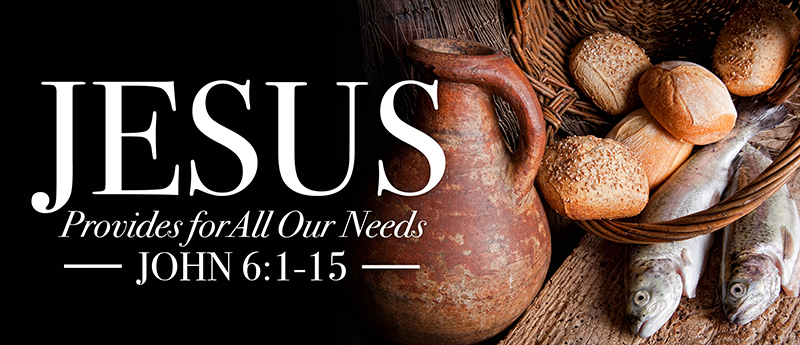 JESUS
Provides for All Our Needs
JOHN 6:1-15